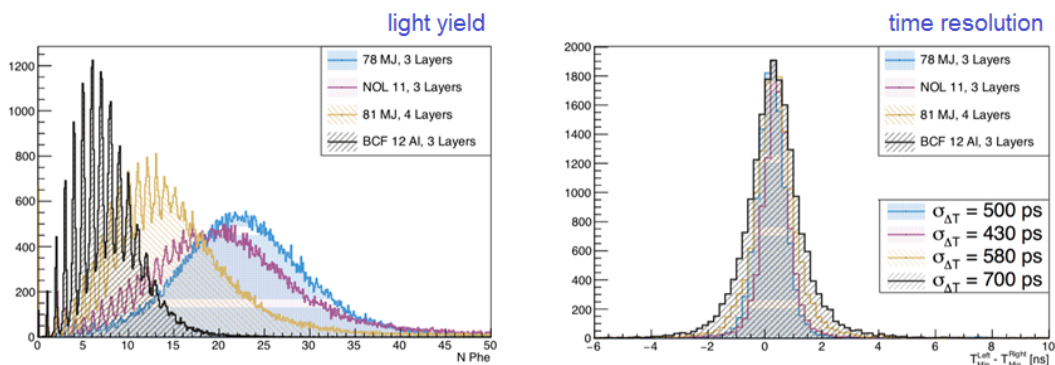 light yield
1200
1000
800
600
400
200
0
0 5 10 15 20 25 30 35 40 45 50
N Phe
78 MJ, 3 Layers
NOL 11, 3 Layers
81 MJ, 4 Layers
BCF 12 Al, 3 Layers
time resolution
2000
1800
1600
1400
1200
1000
800
600
400
200
0
−6 −4 −2 0 2 4 6 8 10
T Left Min - T Right Min [ns]
78 MJ, 3 Layers
NOL 11, 3 Layers
81 MJ, 4 Layers
BCF 12 Al, 3 Layers
σΔT = 500 ps
σΔT = 430 ps
σΔT = 580 ps
σΔT = 700 ps